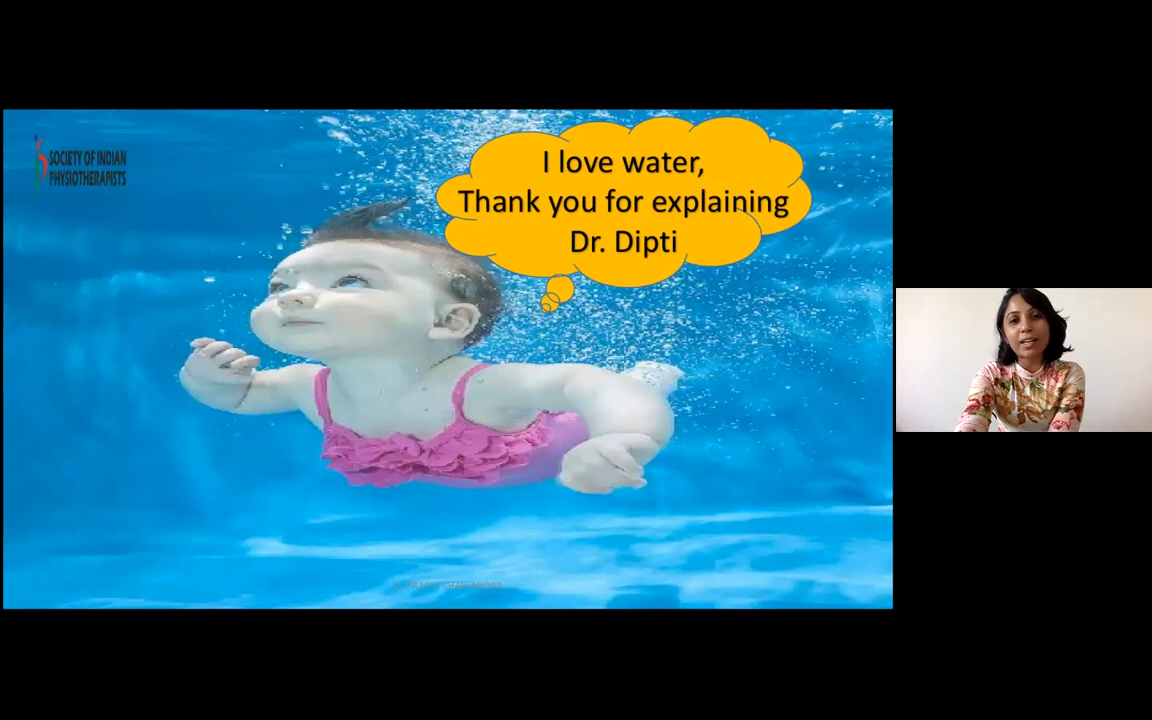 SOCIETY OF INDIAN
PHYSIOTHERAPISTS
I love water,
Thank you for explaining
Dr. Dipti